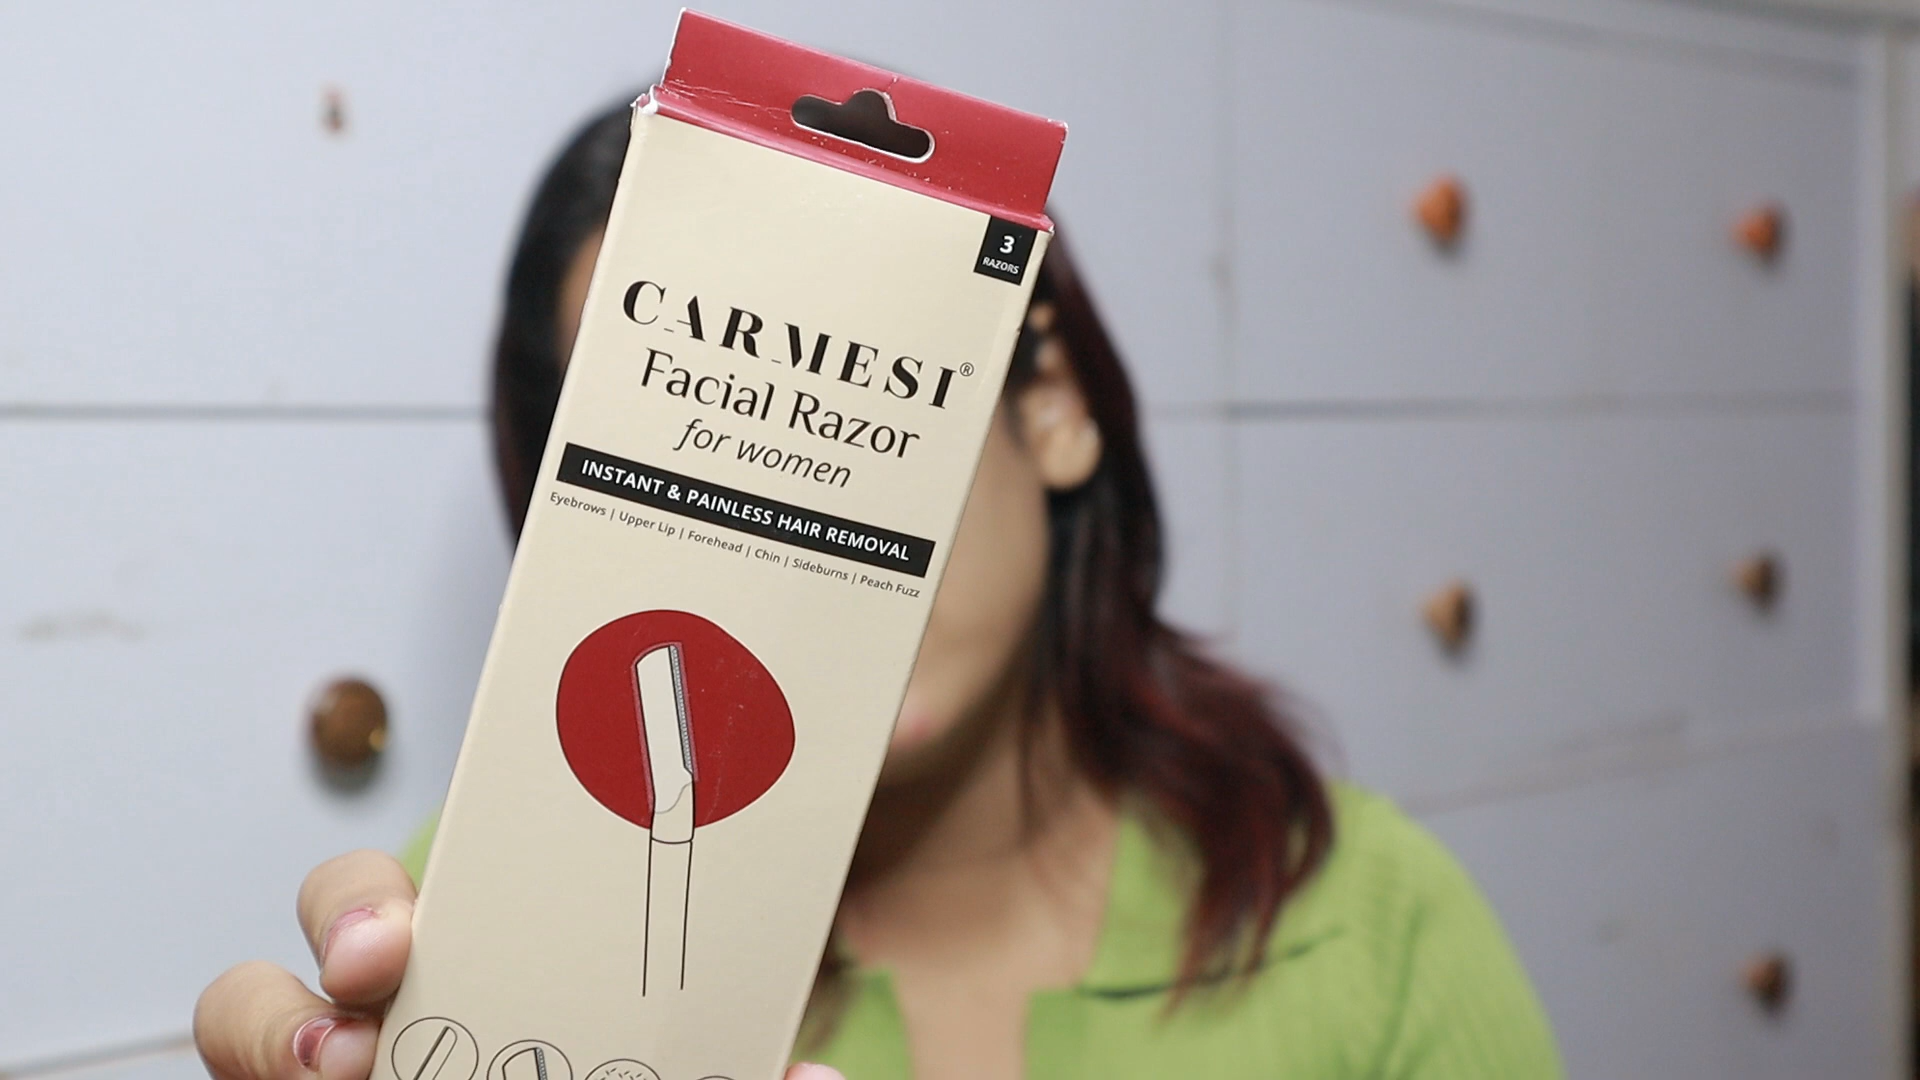 3
RAZORS
CARMESI®
Facial Razor
for women
INSTANT & PAINLESS HAIR REMOVAL
Eyebrows | Upper Lip | Forehead | Chin | Sideburns | Peach Fuzz